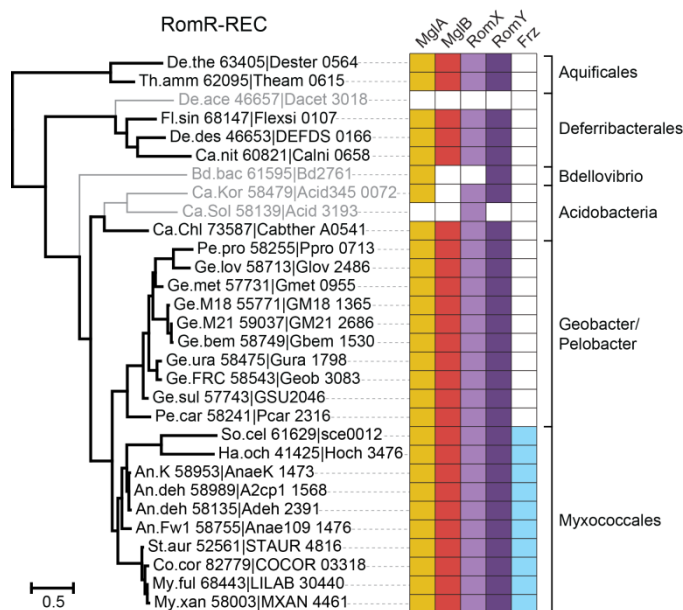 RomR-REC
MglA
MglB
RomX
RomY
Frz
De.the 63405|Dester 0564
Th.amm 62095|Theam 0615
De.ace 46657|Dacet 3018
Fl.sin 68147|Flexsi 0107
De.des 46653|DEFDS 0166
Ca.nit 60821|Calni 0658
Bd.bac 61595|Bd2761
Ca.Kor 58479|Acid345 0072
Ca.Sol 58139|Acid 3193
Ca.Chl 73587|Cabther A0541
Pe.pro 58255|Ppro 0713
Ge.lov 58713|Glov 2486
Ge.met 57731|Gmet 0955
Ge.M18 55771|GM18 1365
Ge.M21 59037|GM21 2686
Ge.bem 58749|Gbem 1530
Ge.ura 58475|Gura 1798
Ge.FRC 58543|Geob 3083
Ge.sul 57743|GSU2046
Pe.car 58241|Pcar 2316
So.cel 61629|sce0012
Ha.och 41425|Hoch 3476
An.K 58953|AnaeK 1473
An.deh 58989|A2cp1 1568
An.deh 58135|Adeh 2391
An.Fw1 58755|Anae109 1476
St.aur 52561|STAUR 4816
Co.cor 82779|COCOR 03318
My.ful 68443|LILAB 30440
My.xan 58003|MXAN 4461
Aquificales
Deferribacterales
Bdellovibrio
Acidobacteria
Geobacter/
Pelobacter
Myxococcales
0.5